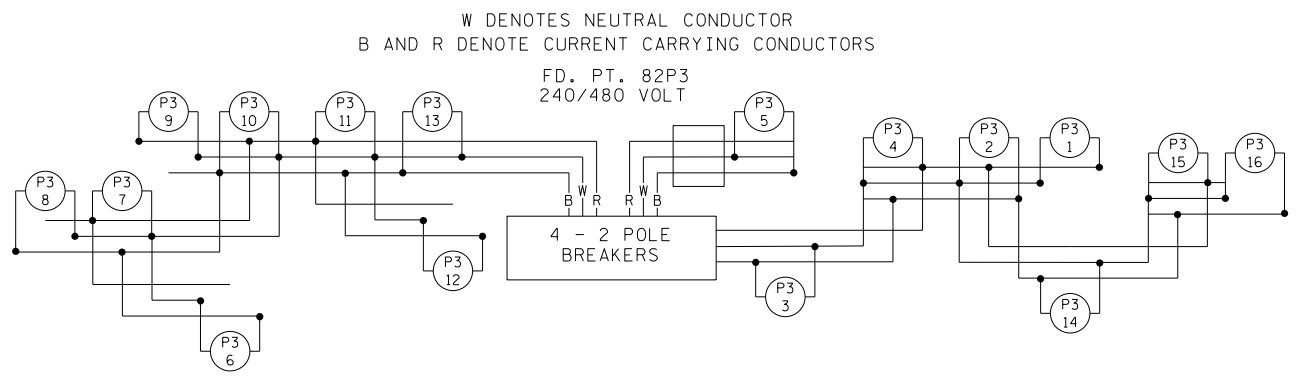 W DENOTES NEUTRAL CONDUCTOR
B AND R DENOTE CURRENT CARRYING CONDUCTORS
FD. PT. 82P3
240/480 VOLT
P3
9
P3
10
P3
11
P3
13
P3
5
P3
4
P3
2
P3
1
P3
15
P3
16
P3
8
P3
7
B W R R W B
4 - 2 POLE
BREAKERS
P3
12
P3
3
P3
14
P3
6